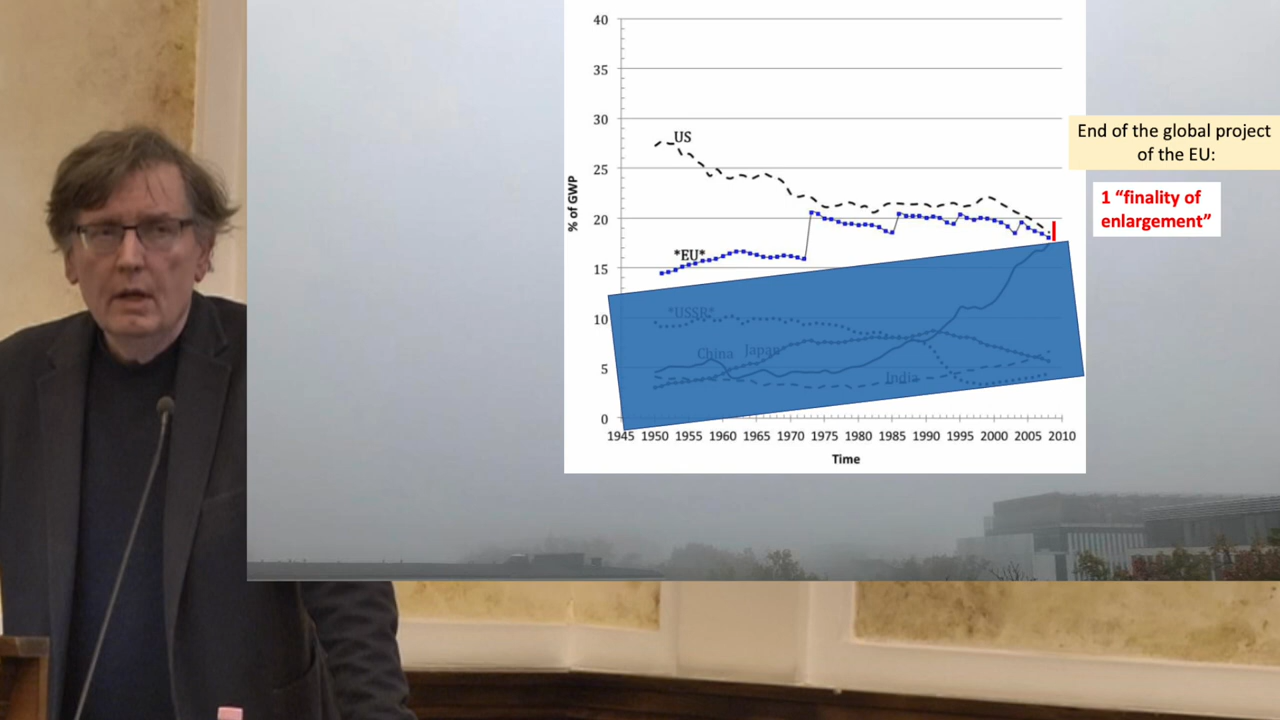 40
35
30
25
20
15
10
5
0
% of GWP
US
*EU*
*USSR*
China
Japan
India
1945 1950 1955 1960 1965 1970 1975 1980 1985 1990 1995 2000 2005 2010
Time
End of the global project
of the EU:
1 “finality of
enlargement”